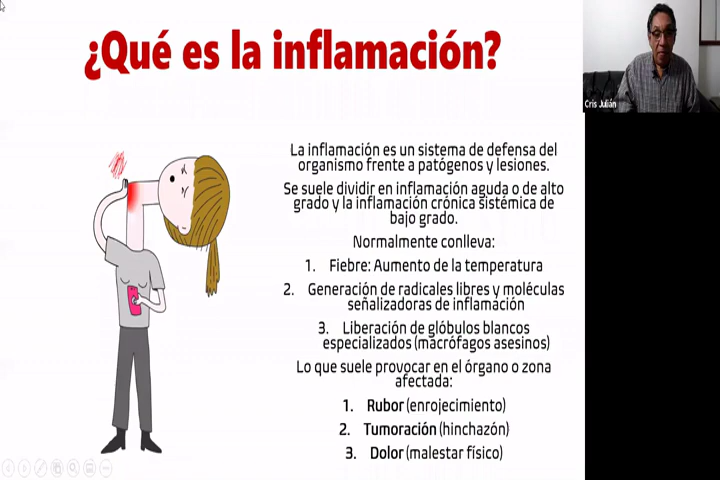 ¿Qué es la inflamación?
Cris Julián
La inflamación es un sistema de defensa del
organismo frente a patógenos y lesiones.
Se suele dividir en inflamación aguda o de alto
grado y la inflamación crónica sistémica de
bajo grado.
Normalmente conlleva:
1. Fiebre: Aumento de la temperatura
2. Generación de radicales libres y moléculas
señalizadoras de inflamación
3. Liberación de glóbulos blancos
especializados (macrófagos asesinos)
Lo que suele provocar en el órgano o zona
afectada:
1. Rubor (enrojecimiento)
2. Tumoración (hinchazón)
3. Dolor (malestar físico)